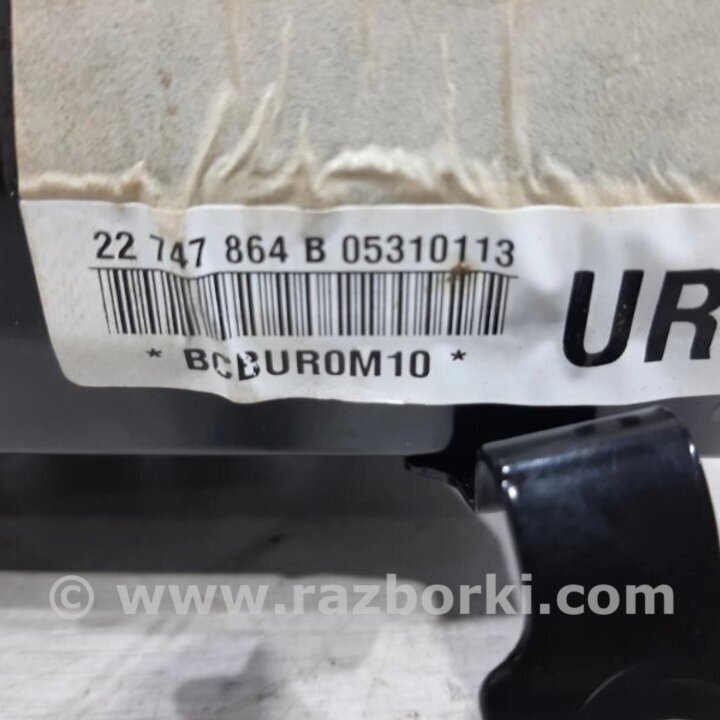 22 747 864 B 05310113
* BCBUR0M10 *
UR
© www.razborki.com